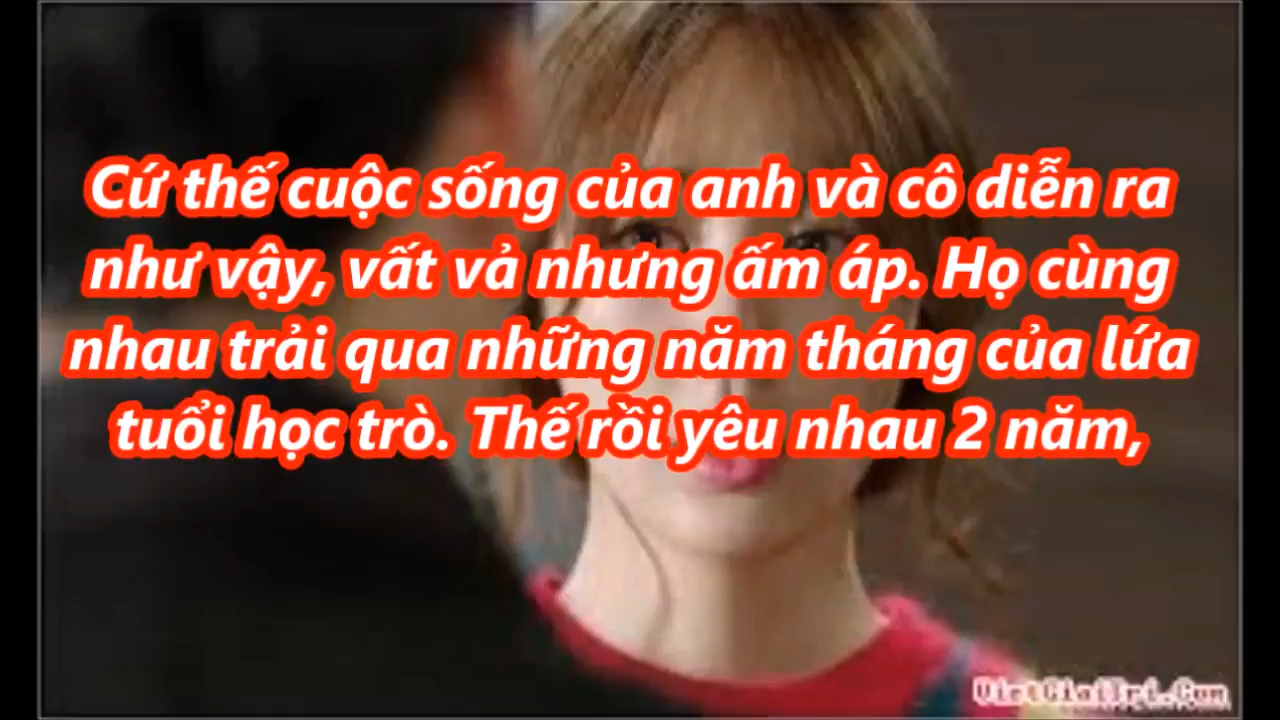 Cứ thế cuộc sống của anh và cô diễn ra
như vậy, vất vả nhưng ấm áp. Họ cùng
nhau trải qua những năm tháng của lứa
tuổi học trò. Thế rồi yêu nhau 2 năm,